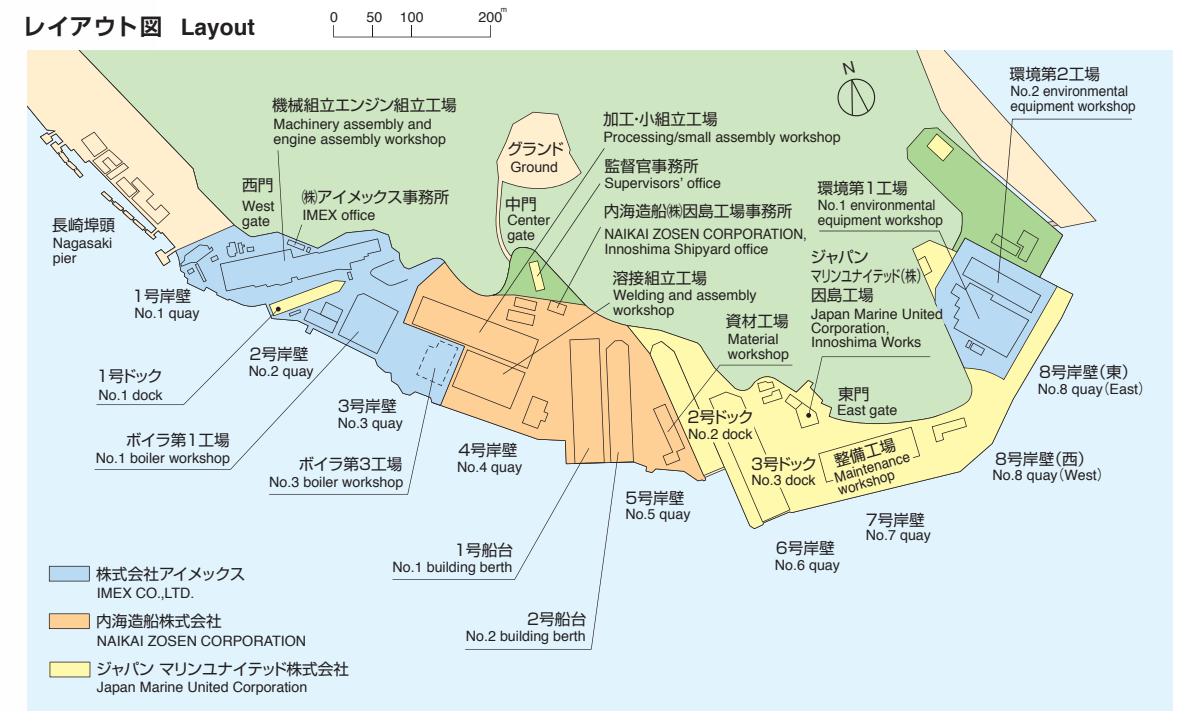 レイアウト図 Layout
0 50 100 200m
N
環境第2工場
No.2 environmental
equipment workshop
機械組立エンジン組立工場
Machinery assembly and
engine assembly workshop
加工・小組立工場
Processing/small assembly workshop
グランド
Ground
監督官事務所
Supervisors' office
西門
West
gate
㈱アイメックス事務所
IMEX office
中門
Center
gate
内海造船㈱因島工場事務所
NAIKAI ZOSEN CORPORATION,
Innoshima Shipyard office
環境第1工場
No.1 environmental
equipment workshop
長崎埠頭
Nagasaki
pier
ジャパン
マリンユナイテッド(株)
因島工場
Japan Marine United
Corporation,
Innoshima Works
溶接組立工場
Welding and assembly
workshop
1号岸壁
No.1 quay
資材工場
Material
workshop
2号岸壁
No.2 quay
1号ドック
No.1 dock
8号岸壁(東)
No.8 quay(East)
3号岸壁
No.3 quay
東門
East gate
2号ドック
No.2 dock
ボイラ第1工場
No.1 boiler workshop
4号岸壁
No.4 quay
整備工場
Maintenance
workshop
3号ドック
No.3 dock
8号岸壁(西)
No.8 quay(West)
ボイラ第3工場
No.3 boiler workshop
5号岸壁
No.5 quay
7号岸壁
No.7 quay
6号岸壁
No.6 quay
1号船台
No.1 building berth
2号船台
No.2 building berth
株式会社アイメックス
IMEX CO.,LTD.
内海造船株式会社
NAIKAI ZOSEN CORPORATION
ジャパン マリンユナイテッド株式会社
Japan Marine United Corporation